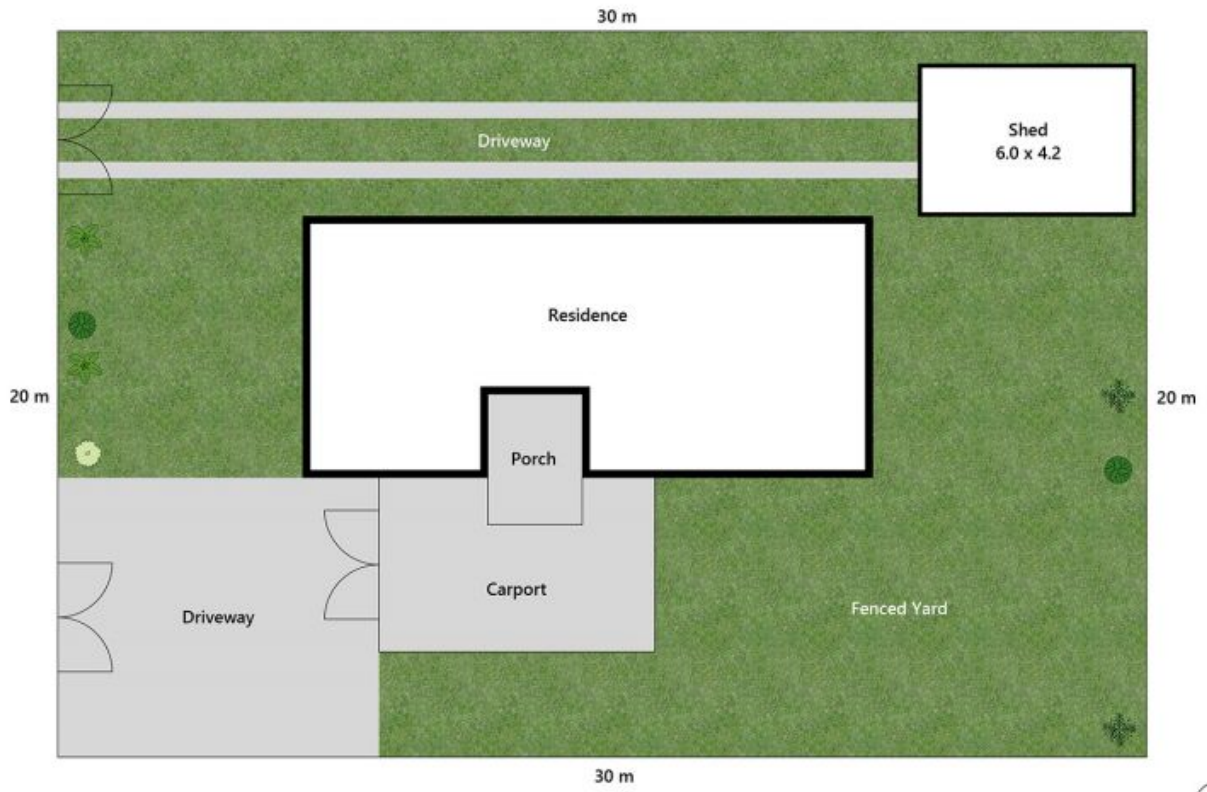 30 m
Driveway
Shed
6.0 x 4.2
Residence
20 m
20 m
Porch
Carport
Driveway
Fenced Yard
30 m